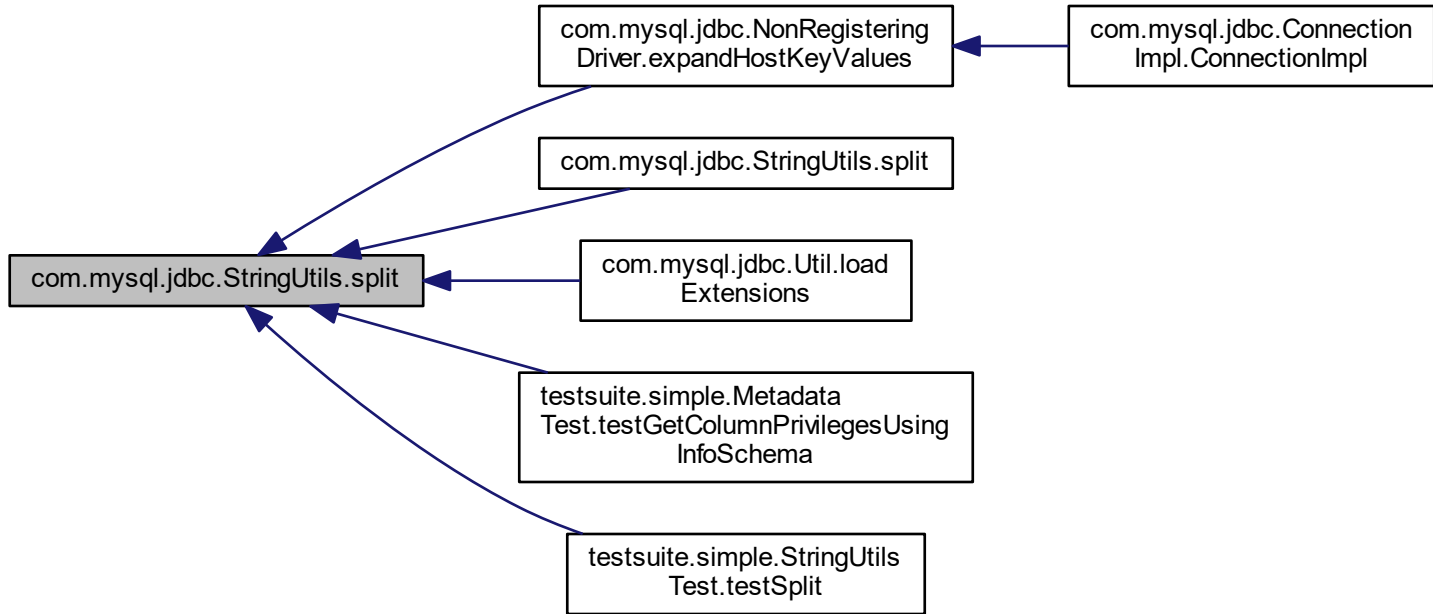 com.mysql.jdbc.NonRegistering
Driver.expandHostKeyValues
com.mysql.jdbc.Connection
Impl.ConnectionImpl
com.mysql.jdbc.StringUtils.split
com.mysql.jdbc.StringUtils.split
com.mysql.jdbc.Util.load
Extensions
testsuite.simple.Metadata
Test.testGetColumnPrivilegesUsing
InfoSchema
testsuite.simple.StringUtils
Test.testSplit